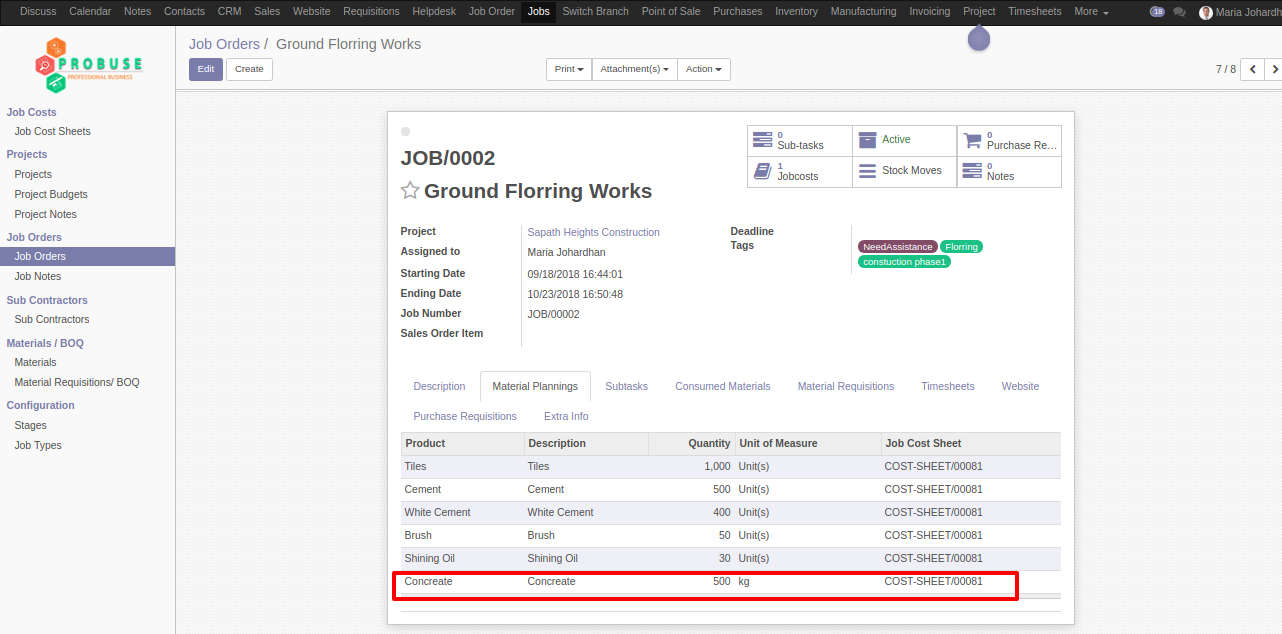 Discuss Calendar Notes Contacts CRM Sales Website Requisitions Helpdesk Job Order Jobs Switch Branch Point of Sale Purchases Inventory Manufacturing Invoicing Project Timesheets More 18 Maria Johardh
PROBUSE
PROFESSIONAL BUSINESS
Job Costs
Job Cost Sheets
Projects
Projects
Project Budgets
Project Notes
Job Orders
Job Orders
Job Notes
Sub Contractors
Sub Contractors
Materials / BOQ
Materials
Material Requisitions/ BOQ
Configuration
Stages
Job Types
Job Orders / Ground Florring Works
Edit Create Print Attachment(s) Action 7 / 8
0 Sub-tasks Active 0 Purchase Re...
1 Jobcosts Stock Moves 0 Notes
JOB/0002
Ground Florring Works
Project Sapath Heights Construction
Assigned to Maria Johardhan
Starting Date 09/18/2018 16:44:01
Ending Date 10/23/2018 16:50:48
Job Number JOB/00002
Sales Order Item
Deadline
Tags NeedAssistance Florring
constuction phase1
Description Material Plannings Subtasks Consumed Materials Material Requisitions Timesheets Website
Purchase Requisitions Extra Info
Product Description Quantity Unit of Measure Job Cost Sheet
Tiles Tiles 1,000 Unit(s) COST-SHEET/00081
Cement Cement 500 Unit(s) COST-SHEET/00081
White Cement White Cement 400 Unit(s) COST-SHEET/00081
Brush Brush 50 Unit(s) COST-SHEET/00081
Shining Oil Shining Oil 30 Unit(s) COST-SHEET/00081
Concreate Concreate 500 kg COST-SHEET/00081